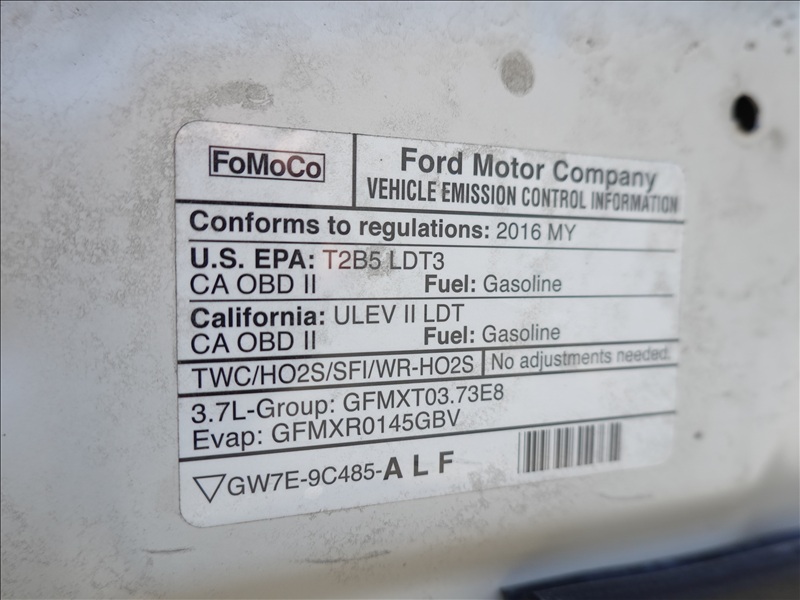 FoMoCo
Ford Motor Company
VEHICLE EMISSION CONTROL INFORMATION
Conforms to regulations: 2016 MY
U.S. EPA: T2B5 LDT3
CA OBD II Fuel: Gasoline
California: ULEV II LDT
CA OBD II Fuel: Gasoline
TWC/HO2S/SFI/WR-HO2S No adjustments needed.
3.7L-Group: GFMXT03.73E8
Evap: GFMXR0145GBV
GW7E-9C485-ALF